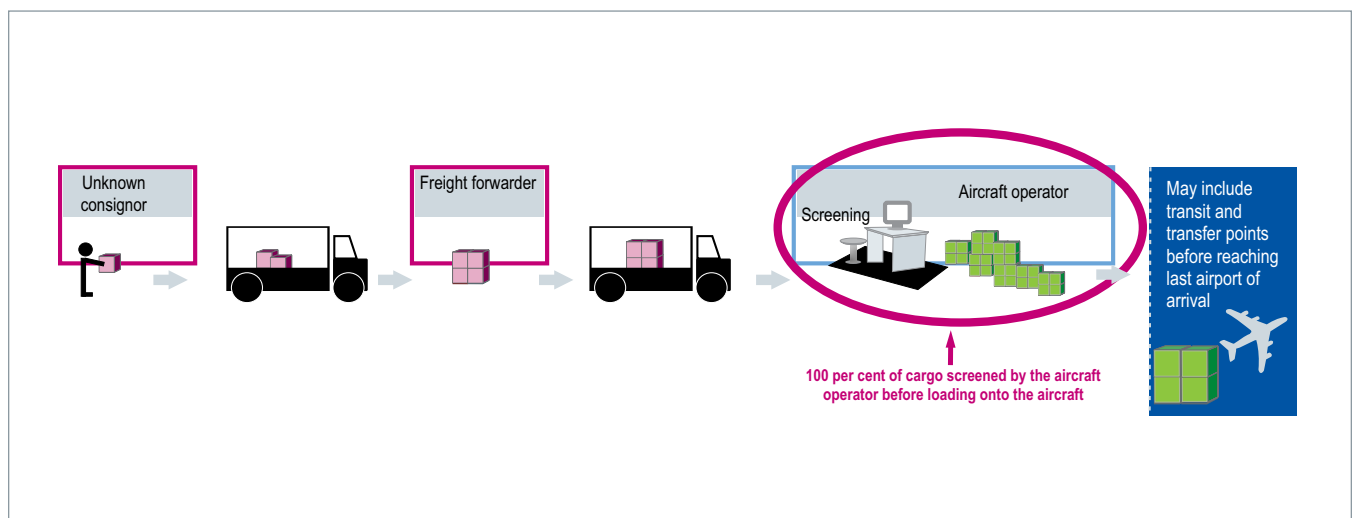 Unknown
consignor
Freight forwarder
Screening
Aircraft operator
100 per cent of cargo screened by the aircraft
operator before loading onto the aircraft
May include
transit and
transfer points
before reaching
last airport of
arrival